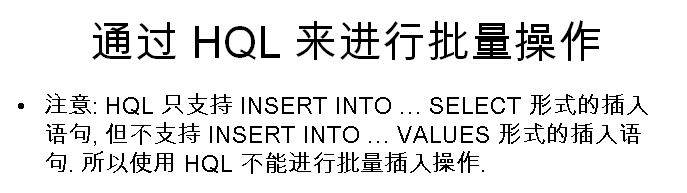 通过 HQL 来进行批量操作
• 注意: HQL 只支持 INSERT INTO … SELECT 形式的插入
语句, 但不支持 INSERT INTO … VALUES 形式的插入语
句. 所以使用 HQL 不能进行批量插入操作.